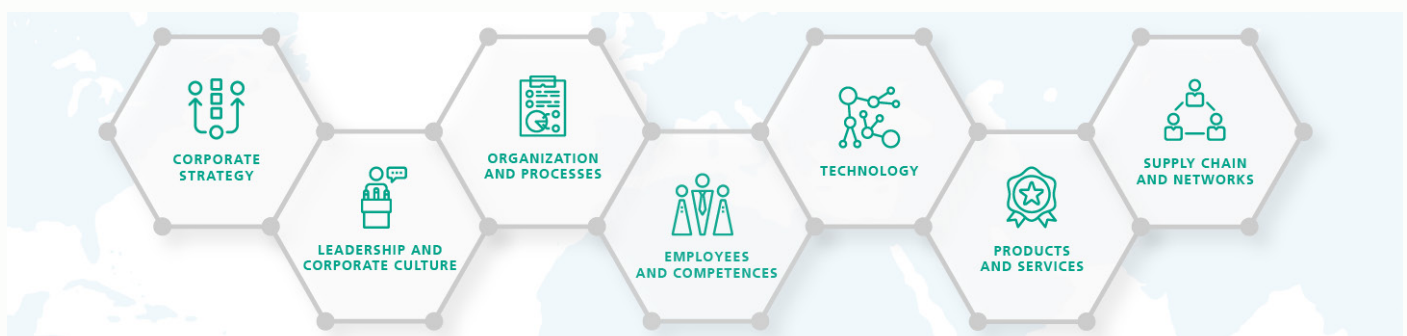 CORPORATE
STRATEGY
LEADERSHIP AND
CORPORATE CULTURE
ORGANIZATION
AND PROCESSES
EMPLOYEES
AND COMPETENCES
TECHNOLOGY
PRODUCTS
AND SERVICES
SUPPLY CHAIN
AND NETWORKS